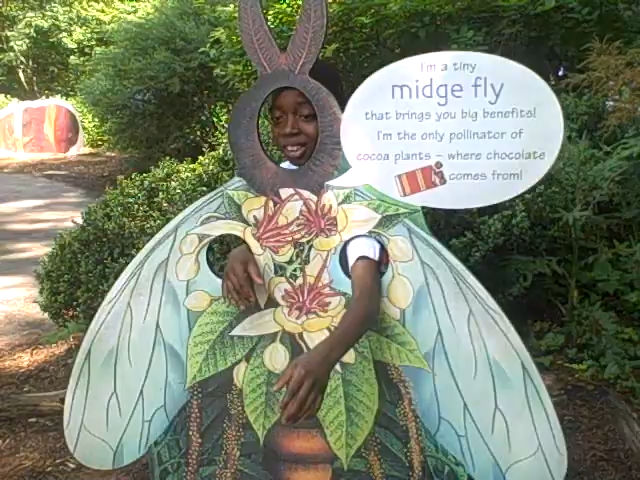 I'm a tiny
midge fly
that brings you big benefits!
I'm the only pollinator of
cocoa plants – where chocolate
comes from!